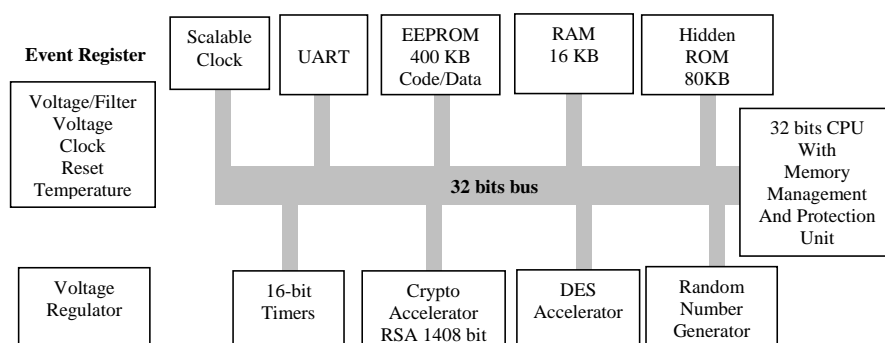 Event Register
Voltage/Filter
Voltage
Clock
Reset
Temperature
Scalable
Clock
UART
EEPROM
400 KB
Code/Data
RAM
16 KB
Hidden
ROM
80KB
32 bits CPU
With
Memory
Management
And Protection
Unit
32 bits bus
Voltage
Regulator
16-bit
Timers
Crypto
Accelerator
RSA 1408 bit
DES
Accelerator
Random
Number
Generator